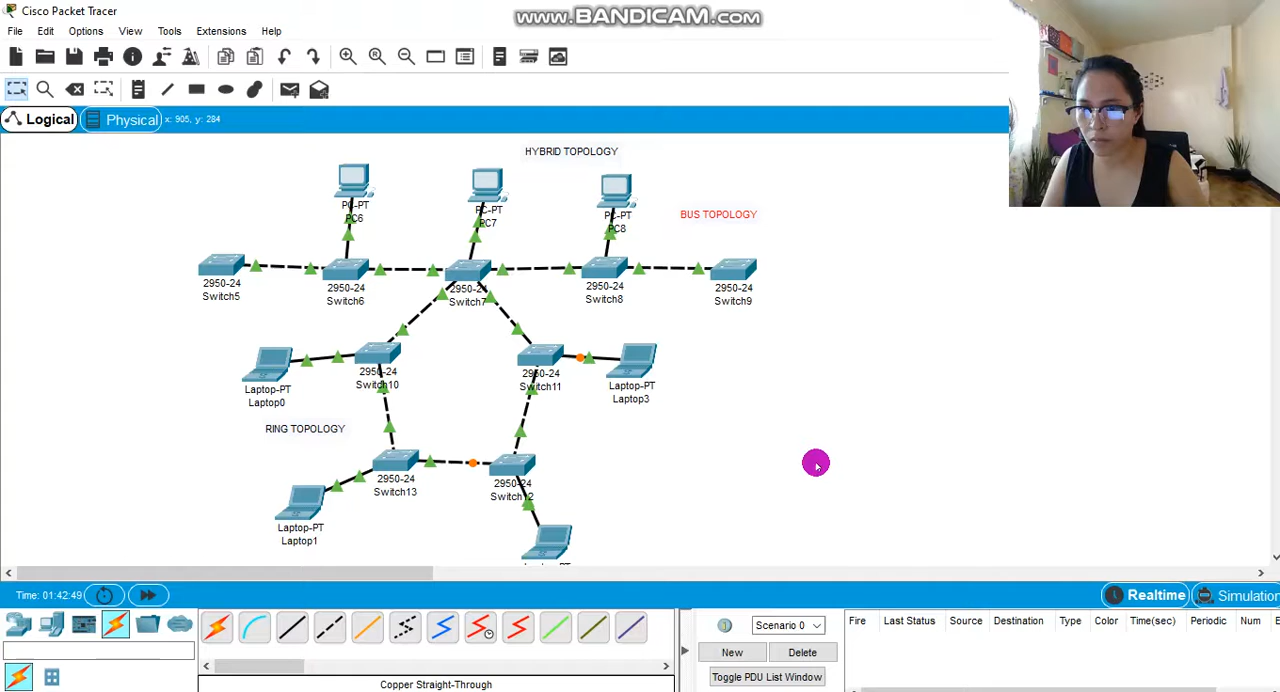 Cisco Packet Tracer
www.BANDICAM.com
File Edit Options View Tools Extensions Help
Logical Physical x: 905, y: 284
HYBRID TOPOLOGY
PC-PT
PC6
PC-PT
PC7
PC-PT
PC8
BUS TOPOLOGY
2950-24
Switch5
2950-24
Switch6
2950-24
Switch7
2950-24
Switch8
2950-24
Switch9
Laptop-PT
Laptop0
2950-24
Switch10
2950-24
Switch11
Laptop-PT
Laptop3
RING TOPOLOGY
2950-24
Switch13
2950-24
Switch12
Laptop-PT
Laptop1
Time: 01:42:49 Realtime Simulation
Scenario 0
New Delete
Toggle PDU List Window
Fire Last Status Source Destination Type Color Time(sec) Periodic Num
Copper Straight-Through